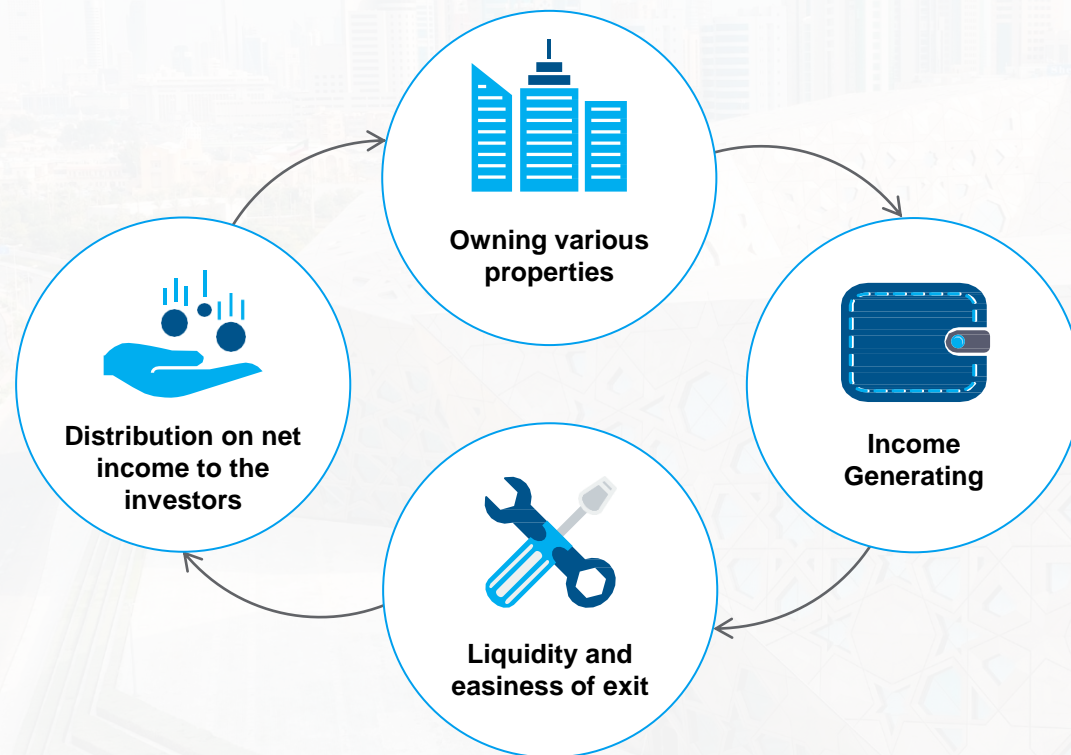 Owning various
properties
Income
Generating
Liquidity and
easiness of exit
Distribution on net
income to the
investors